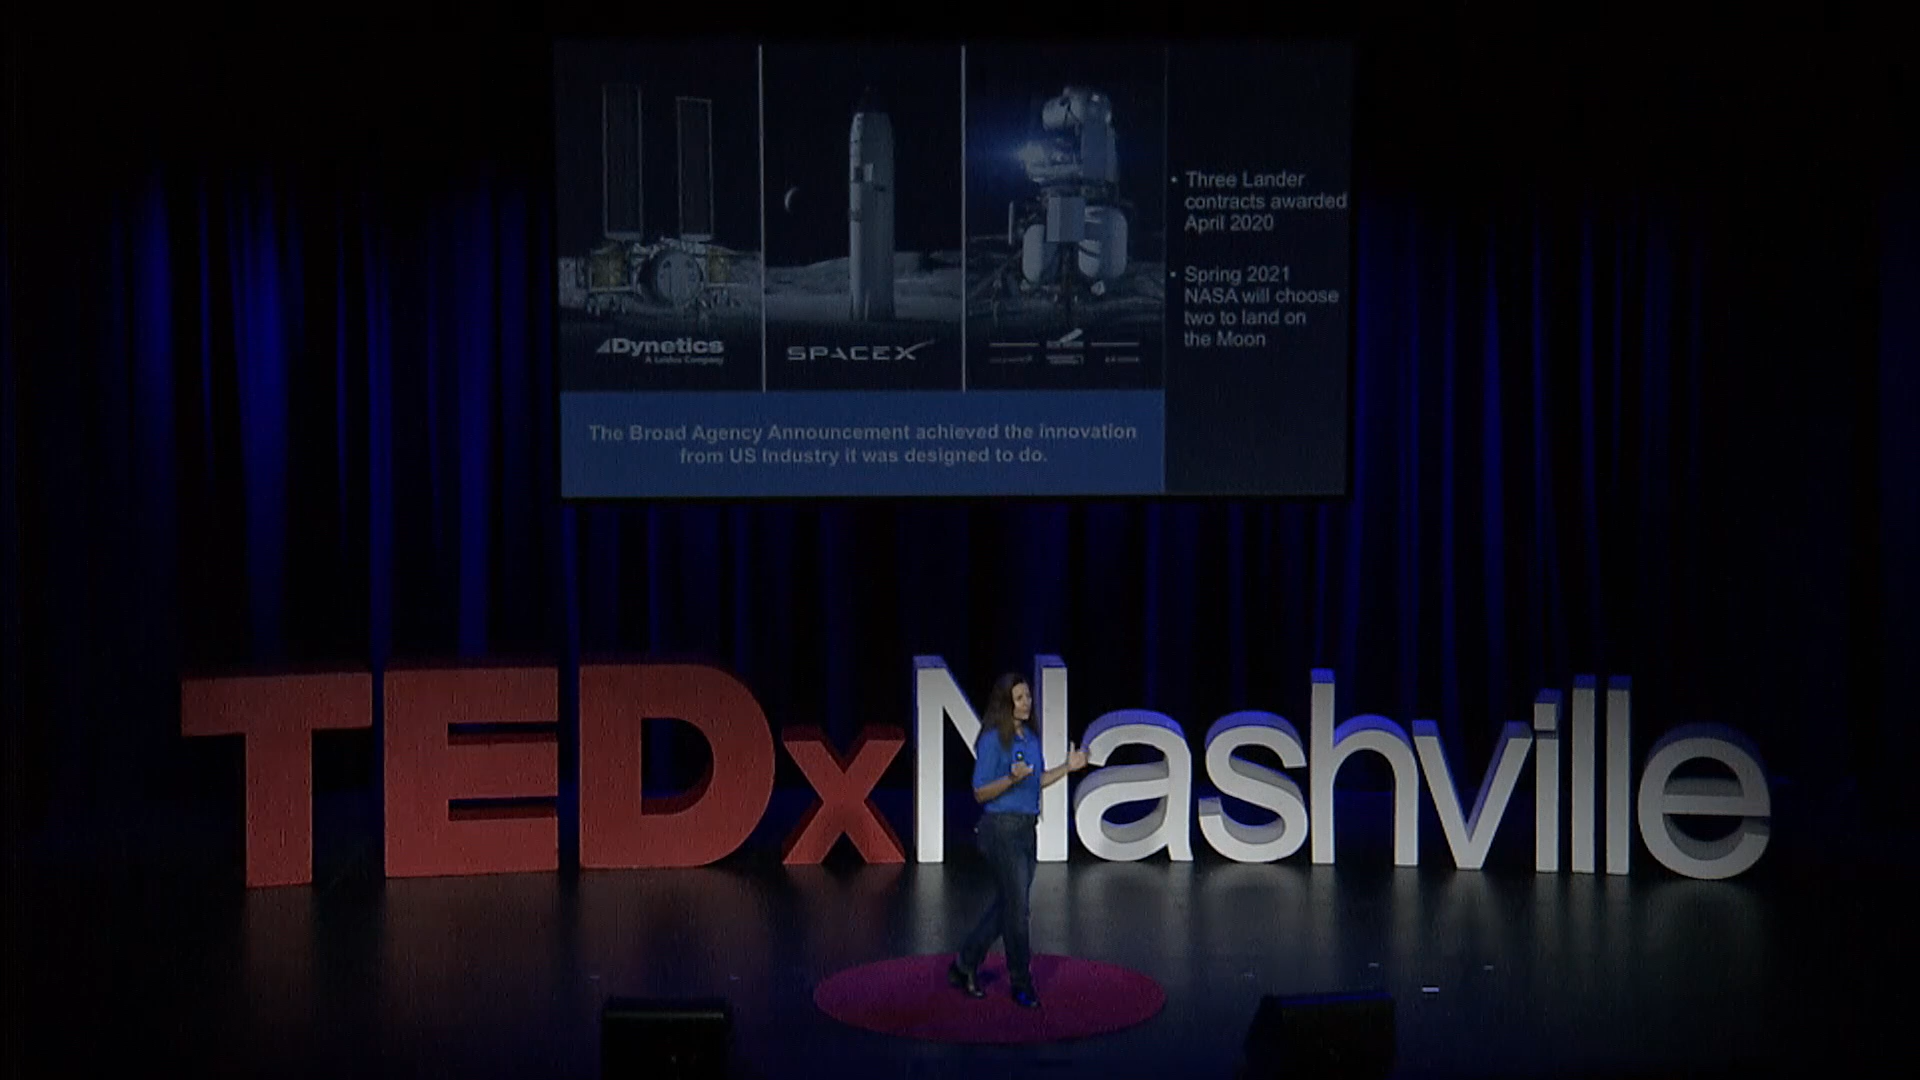 • Three Lander
contracts awarded
April 2020
• Spring 2021
NASA will choose
two to land on
the Moon
Dynetics
A Leidos Company
SPACEX
The Broad Agency Announcement achieved the innovation
from US Industry it was designed to do.
TEDxNashville